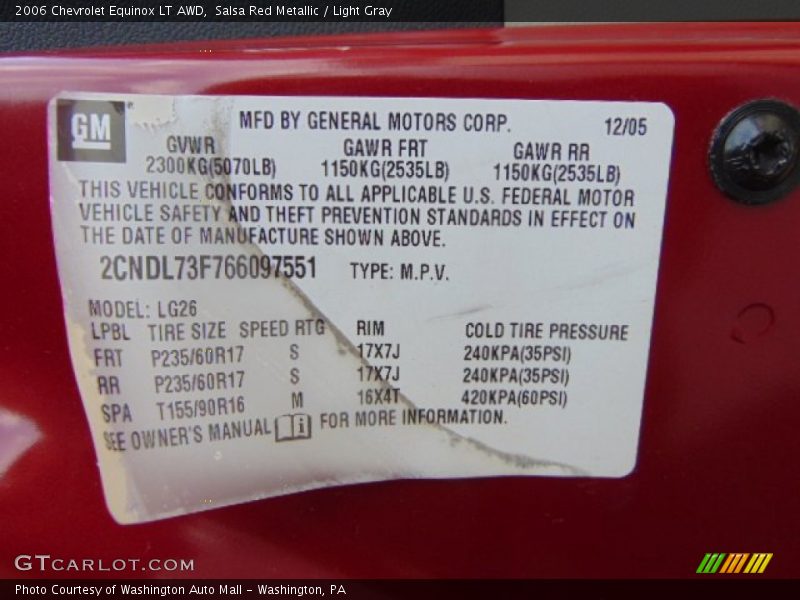 2006 Chevrolet Equinox LT AWD, Salsa Red Metallic / Light Gray
GM
MFD BY GENERAL MOTORS CORP. 12/05
GVWR GAWR FRT GAWR RR
2300KG(5070LB) 1150KG(2535LB) 1150KG(2535LB)
THIS VEHICLE CONFORMS TO ALL APPLICABLE U.S. FEDERAL MOTOR
VEHICLE SAFETY AND THEFT PREVENTION STANDARDS IN EFFECT ON
THE DATE OF MANUFACTURE SHOWN ABOVE.
2CNDL73F766097551 TYPE: M.P.V.
MODEL: LG26
LPBL TIRE SIZE SPEED RTG RIM COLD TIRE PRESSURE
FRT P235/60R17 S 17X7J 240KPA(35PSI)
RR P235/60R17 S 17X7J 240KPA(35PSI)
SPA T155/90R16 M 16X4T 420KPA(60PSI)
SEE OWNER'S MANUAL i FOR MORE INFORMATION.
GTCARLOT.COM
Photo Courtesy of Washington Auto Mall - Washington, PA